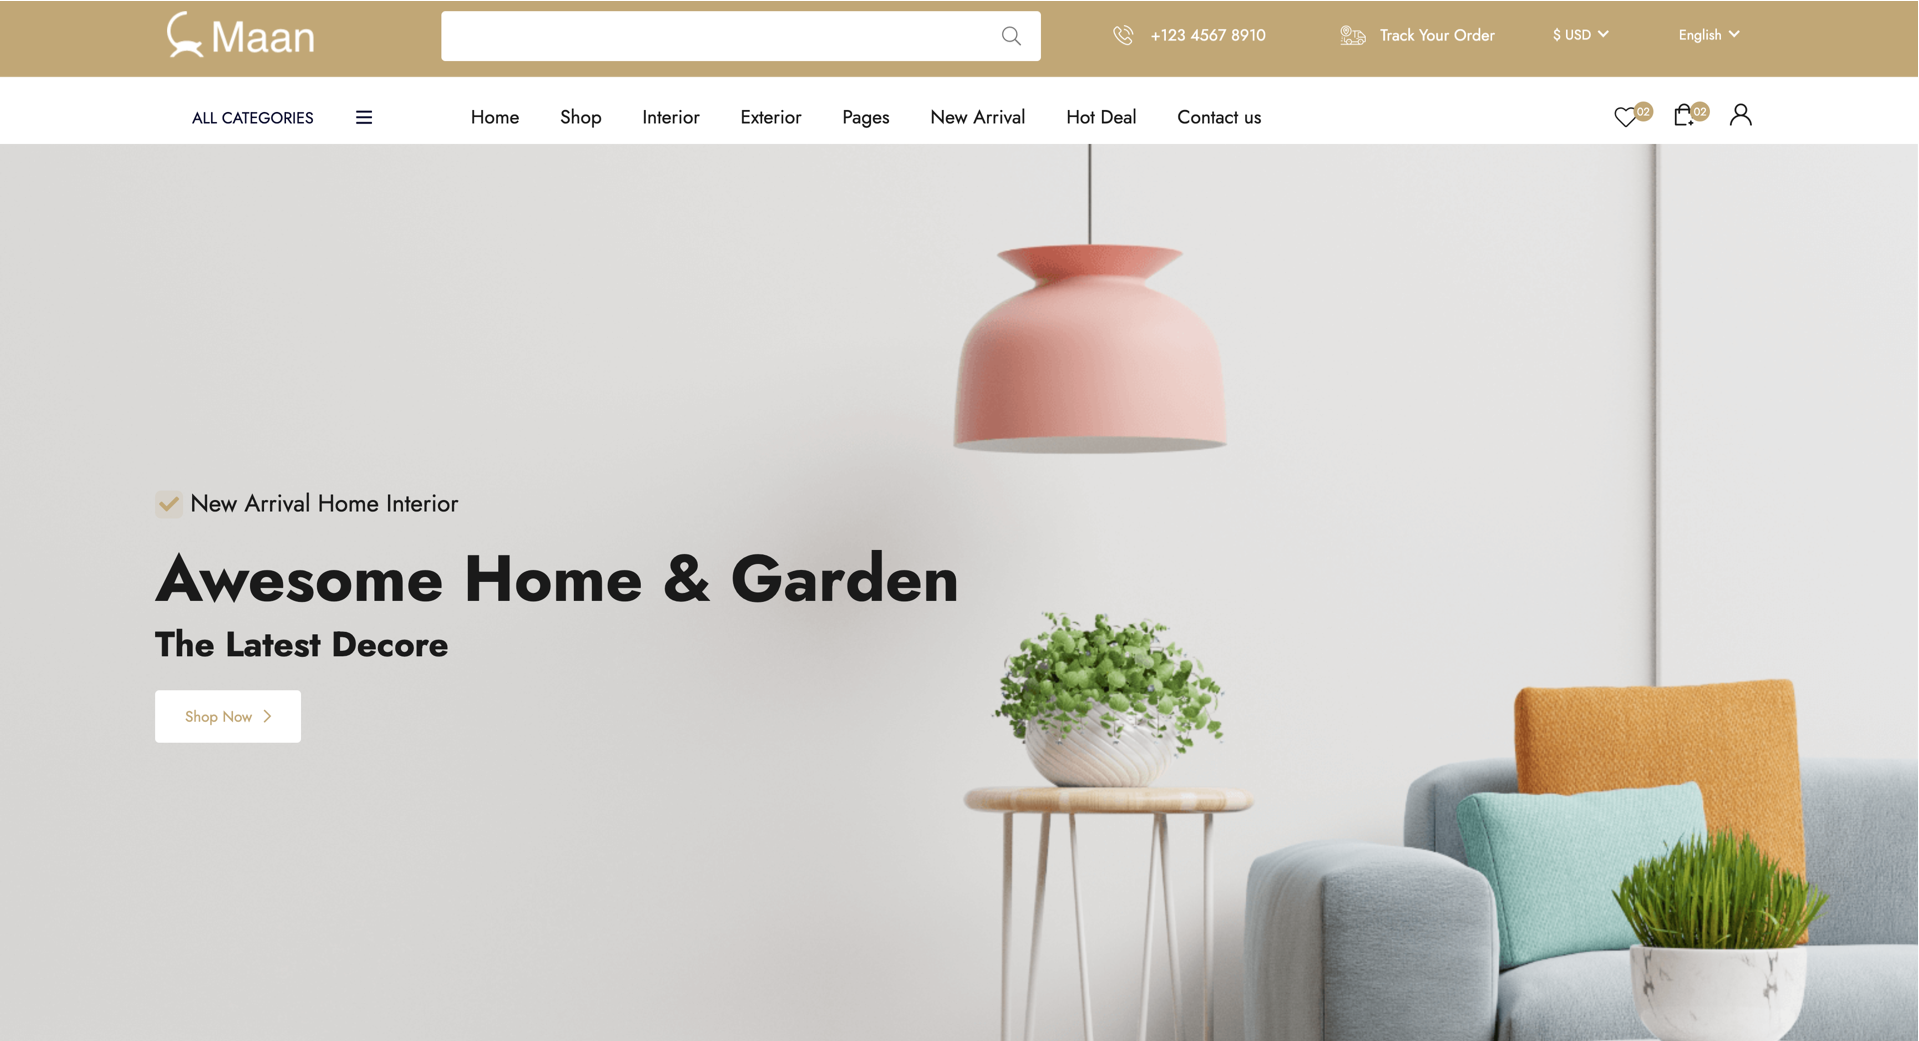 Maan
+123 4567 8910
Track Your Order
$ USD
English
ALL CATEGORIES
Home
Shop
Interior
Exterior
Pages
New Arrival
Hot Deal
Contact us
02
02
New Arrival Home Interior
Awesome Home & Garden
The Latest Decore
Shop Now